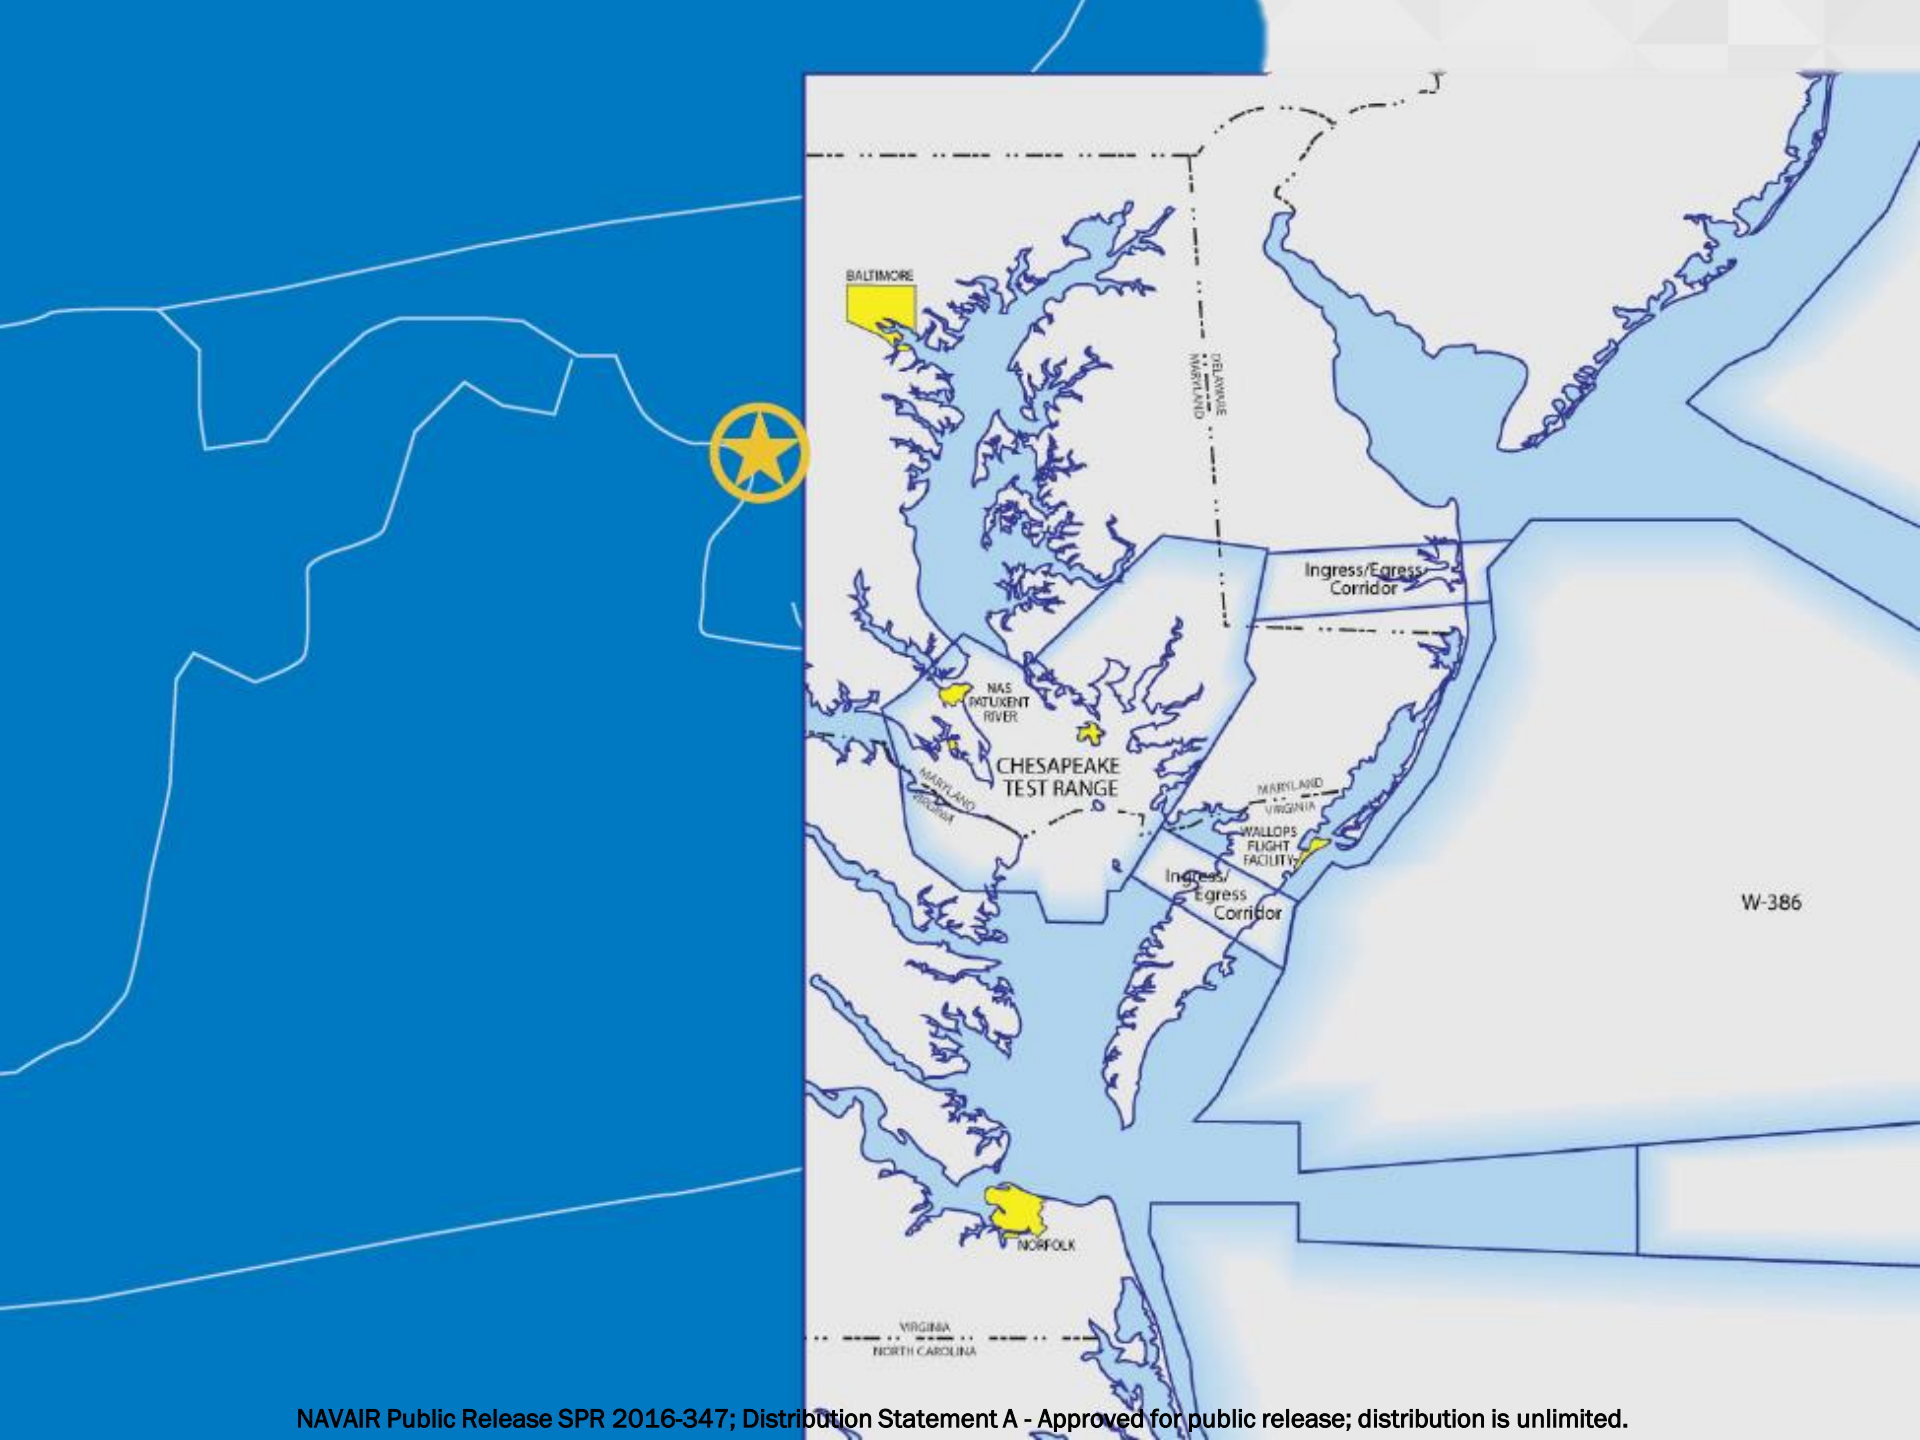 BALTIMORE
DELAWARE
MARYLAND
Ingress/Egress
Corridor
NAS
PATUXENT
RIVER
CHESAPEAKE
TEST RANGE
MARYLAND
VIRGINIA
MARYLAND
VIRGINIA
WALLOPS
FLIGHT
FACILITY
Ingress/
Egress
Corridor
W-386
NORFOLK
VIRGINIA
NORTH CAROLINA
NAVAIR Public Release SPR 2016-347; Distribution Statement A - Approved for public release; distribution is unlimited.